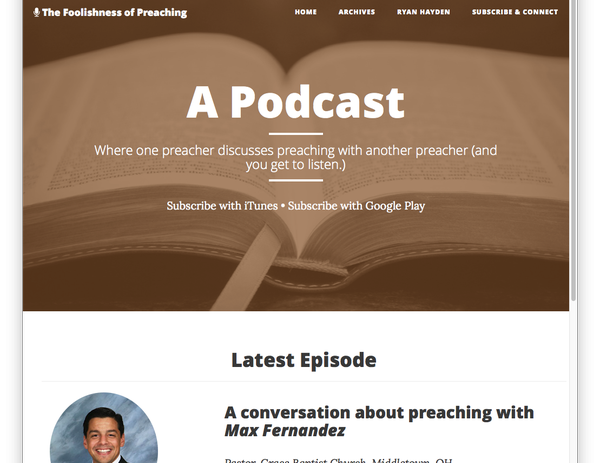 The Foolishness of Preaching
HOME ARCHIVES RYAN HAYDEN SUBSCRIBE & CONNECT
A Podcast
Where one preacher discusses preaching with another preacher (and
you get to listen.)
Subscribe with iTunes • Subscribe with Google Play
Latest Episode
A conversation about preaching with
Max Fernandez
Pastor, Grace Baptist Church, Middletown, OH